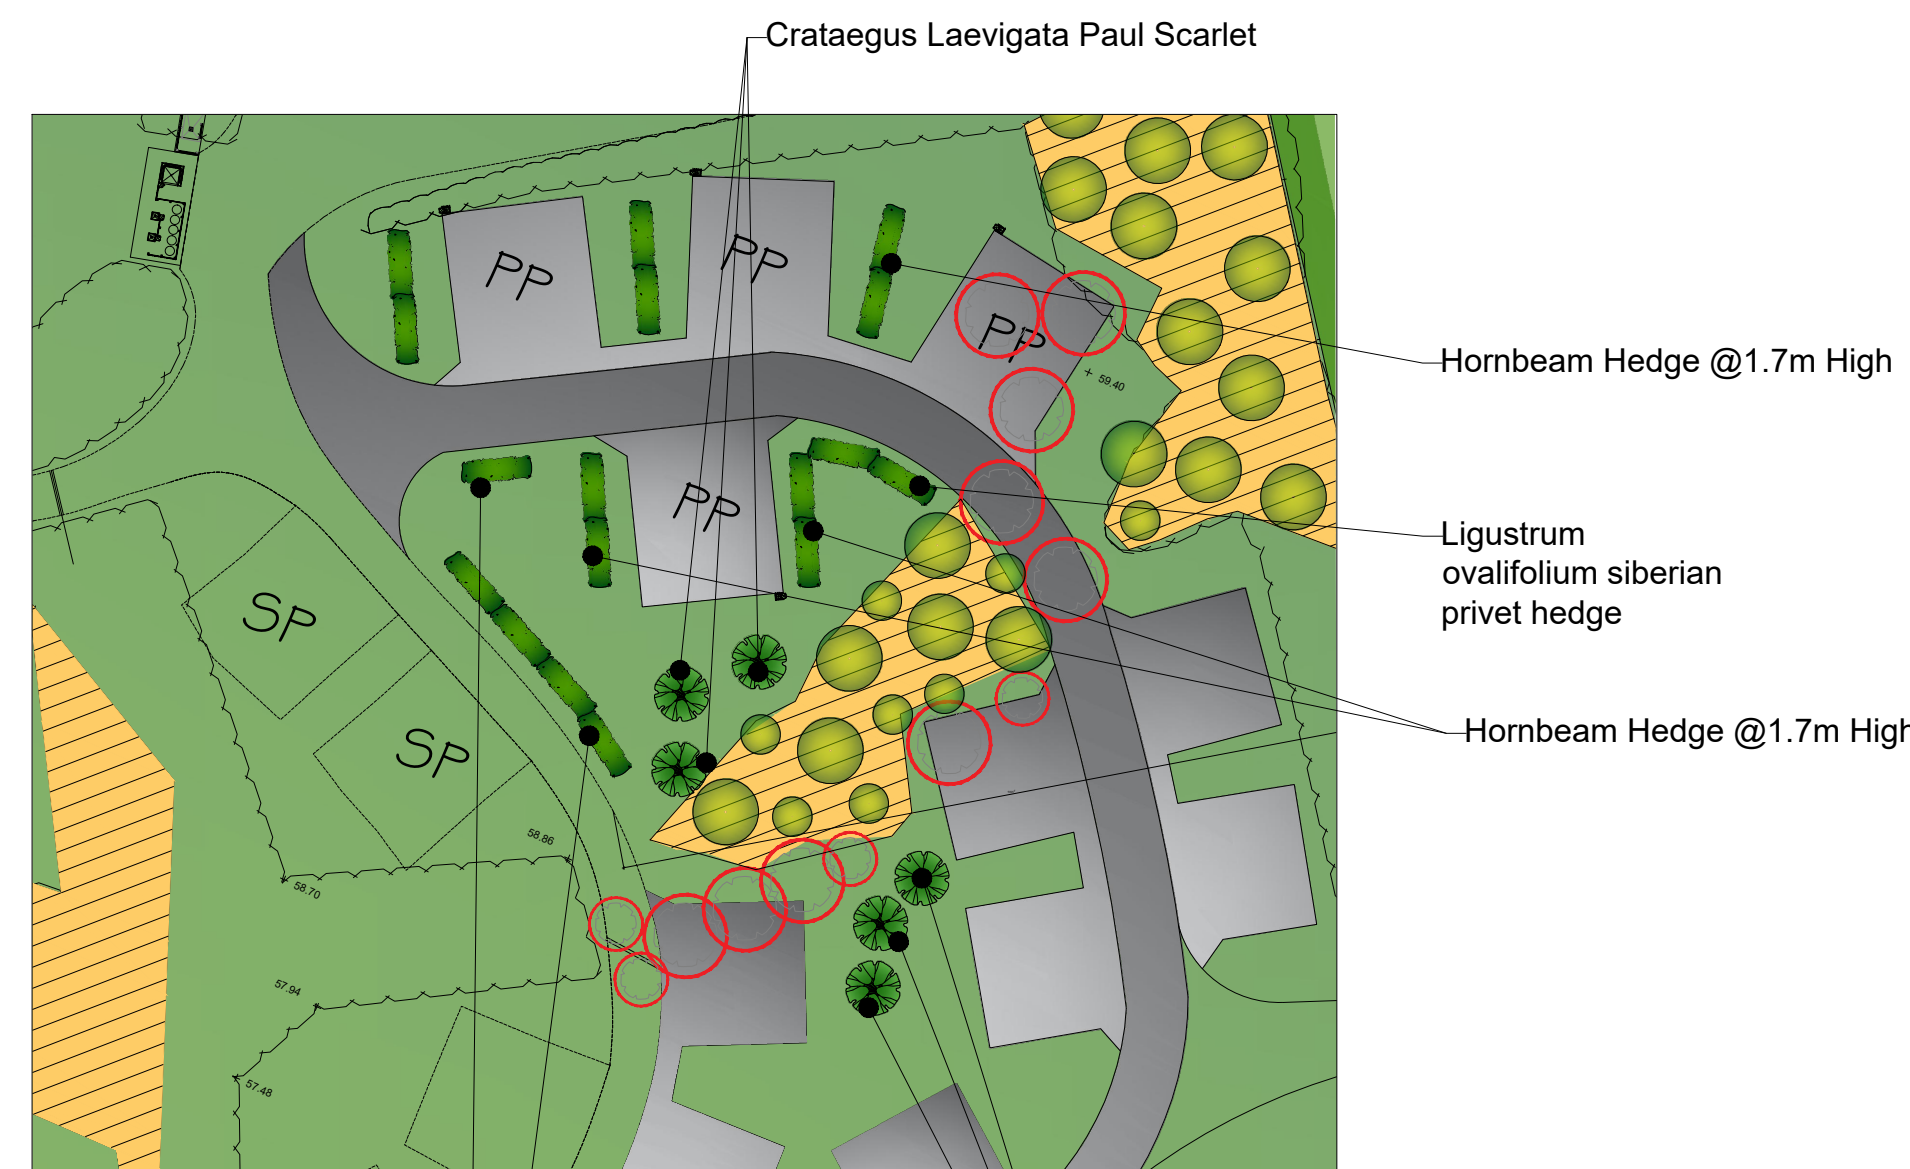 Crataegus Laevigata Paul Scarlet
PP
PP
PP
Hornbeam Hedge @1.7m High
59.40
PP
Ligustrum
ovalifolium siberian
privet hedge
SP
SP
Hornbeam Hedge @1.7m High
58.86
58.70
57.94
57.48